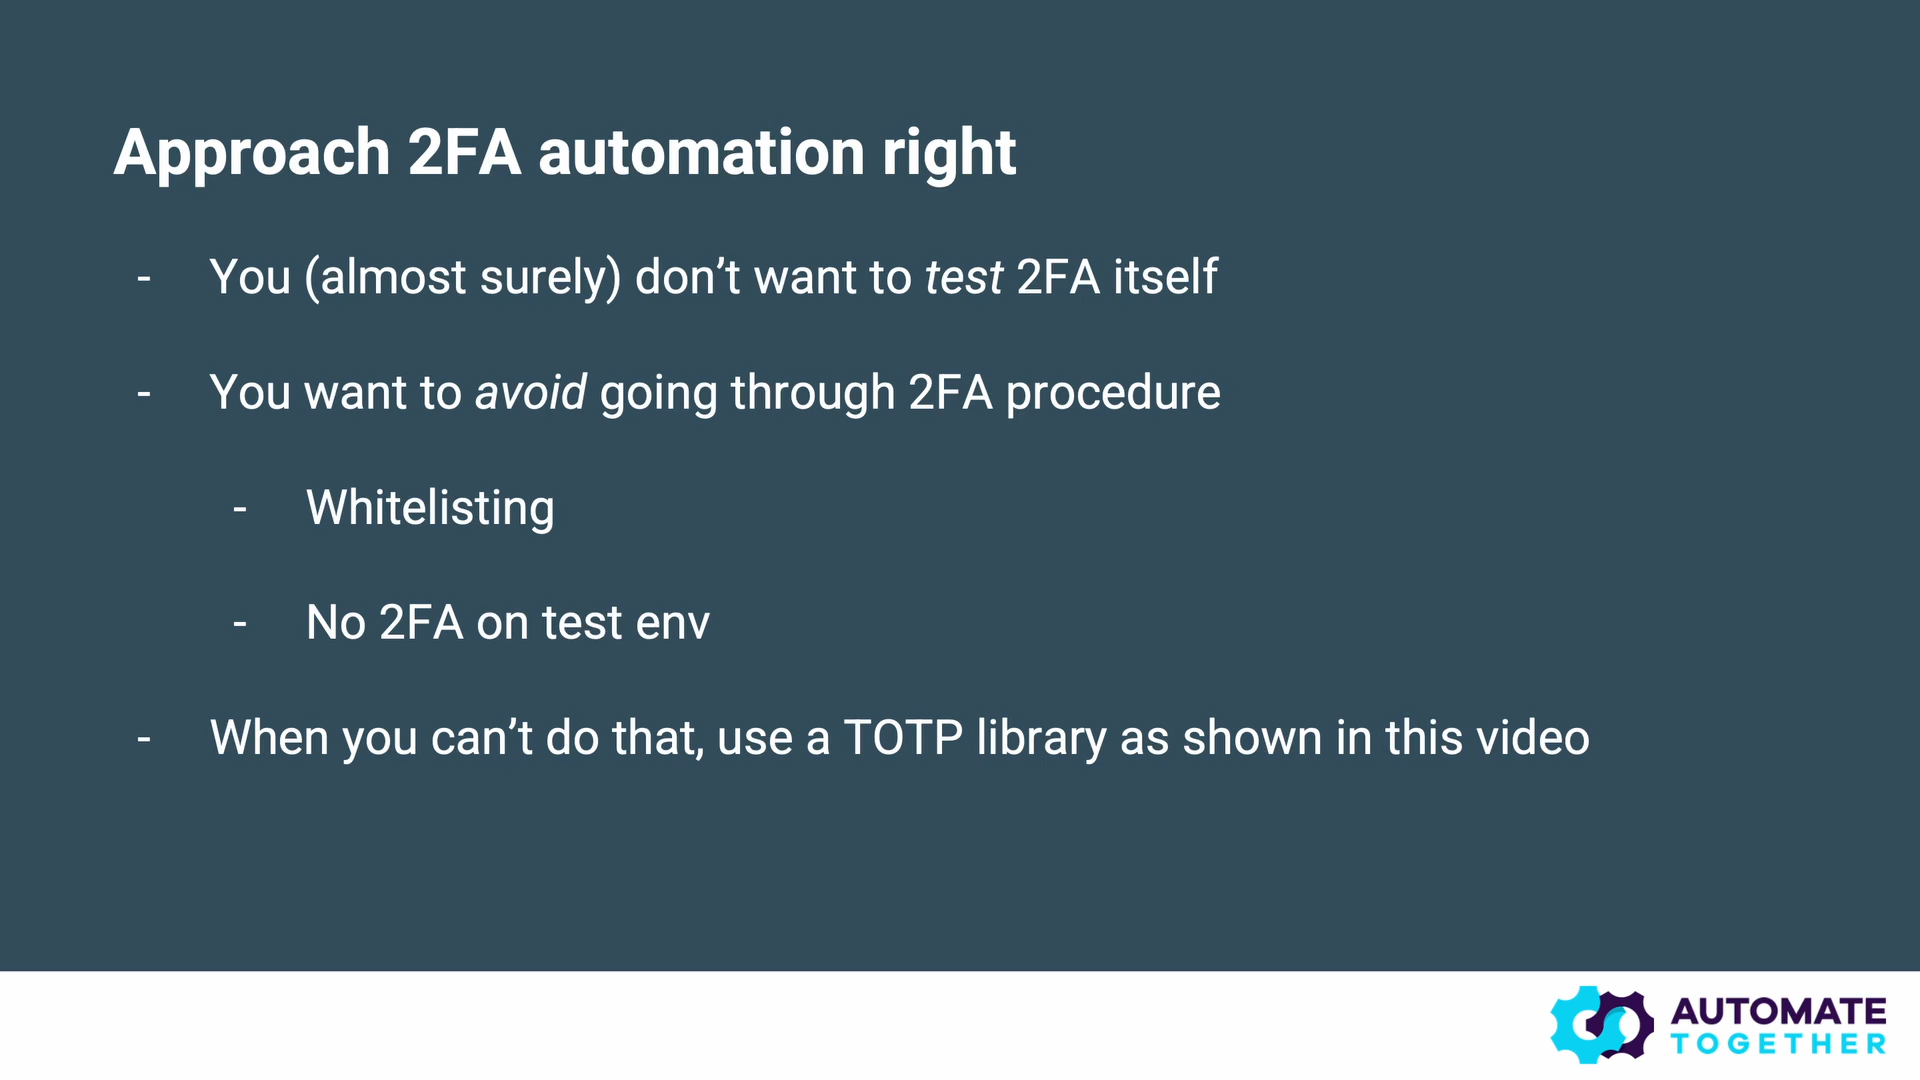 Approach 2FA automation right
- You (almost surely) don’t want to test 2FA itself
- You want to avoid going through 2FA procedure
- Whitelisting
- No 2FA on test env
- When you can’t do that, use a TOTP library as shown in this video
AUTOMATE
TOGETHER